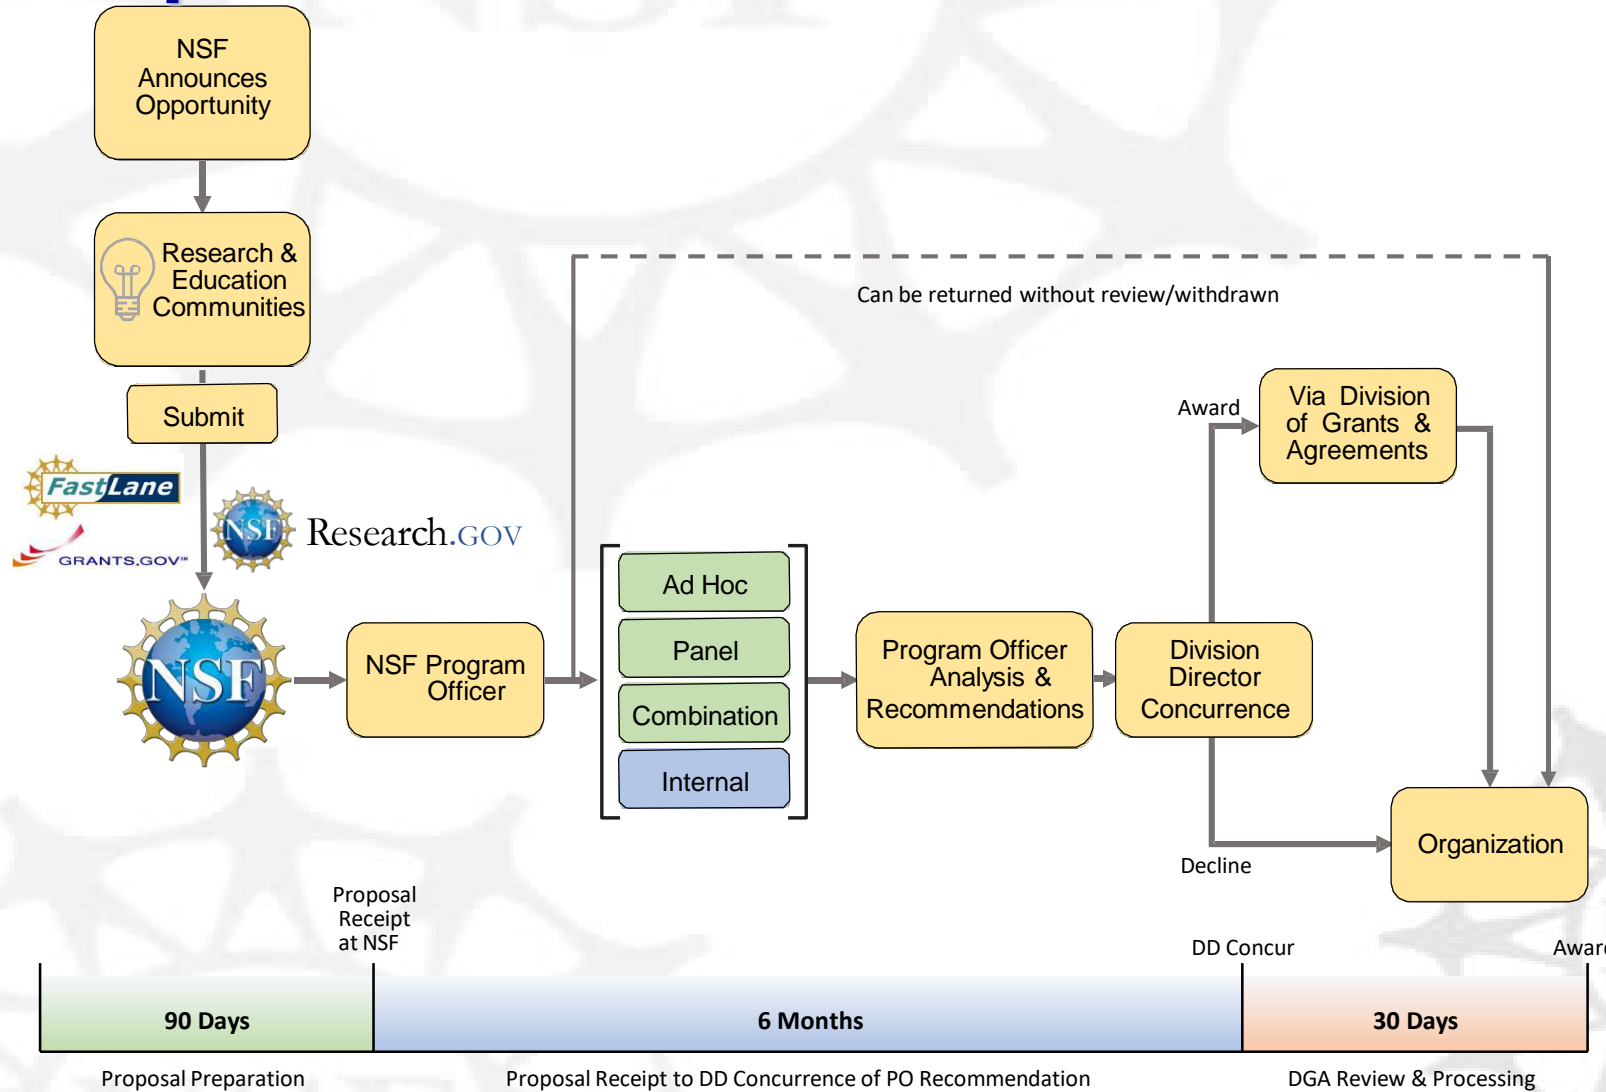 NSF
Announces
Opportunity
Research &
Education
Communities
Can be returned without review/withdrawn
Submit
Award
Via Division
of Grants &
Agreements
FastLane
NSF
Research.GOV
GRANTS.GOV™
Ad Hoc
Panel
Combination
Internal
NSF
NSF Program
Officer
Program Officer
Analysis &
Recommendations
Division
Director
Concurrence
Organization
Decline
Proposal
Receipt
at NSF
DD Concur
Award
90 Days
6 Months
30 Days
Proposal Preparation
Proposal Receipt to DD Concurrence of PO Recommendation
DGA Review & Processing